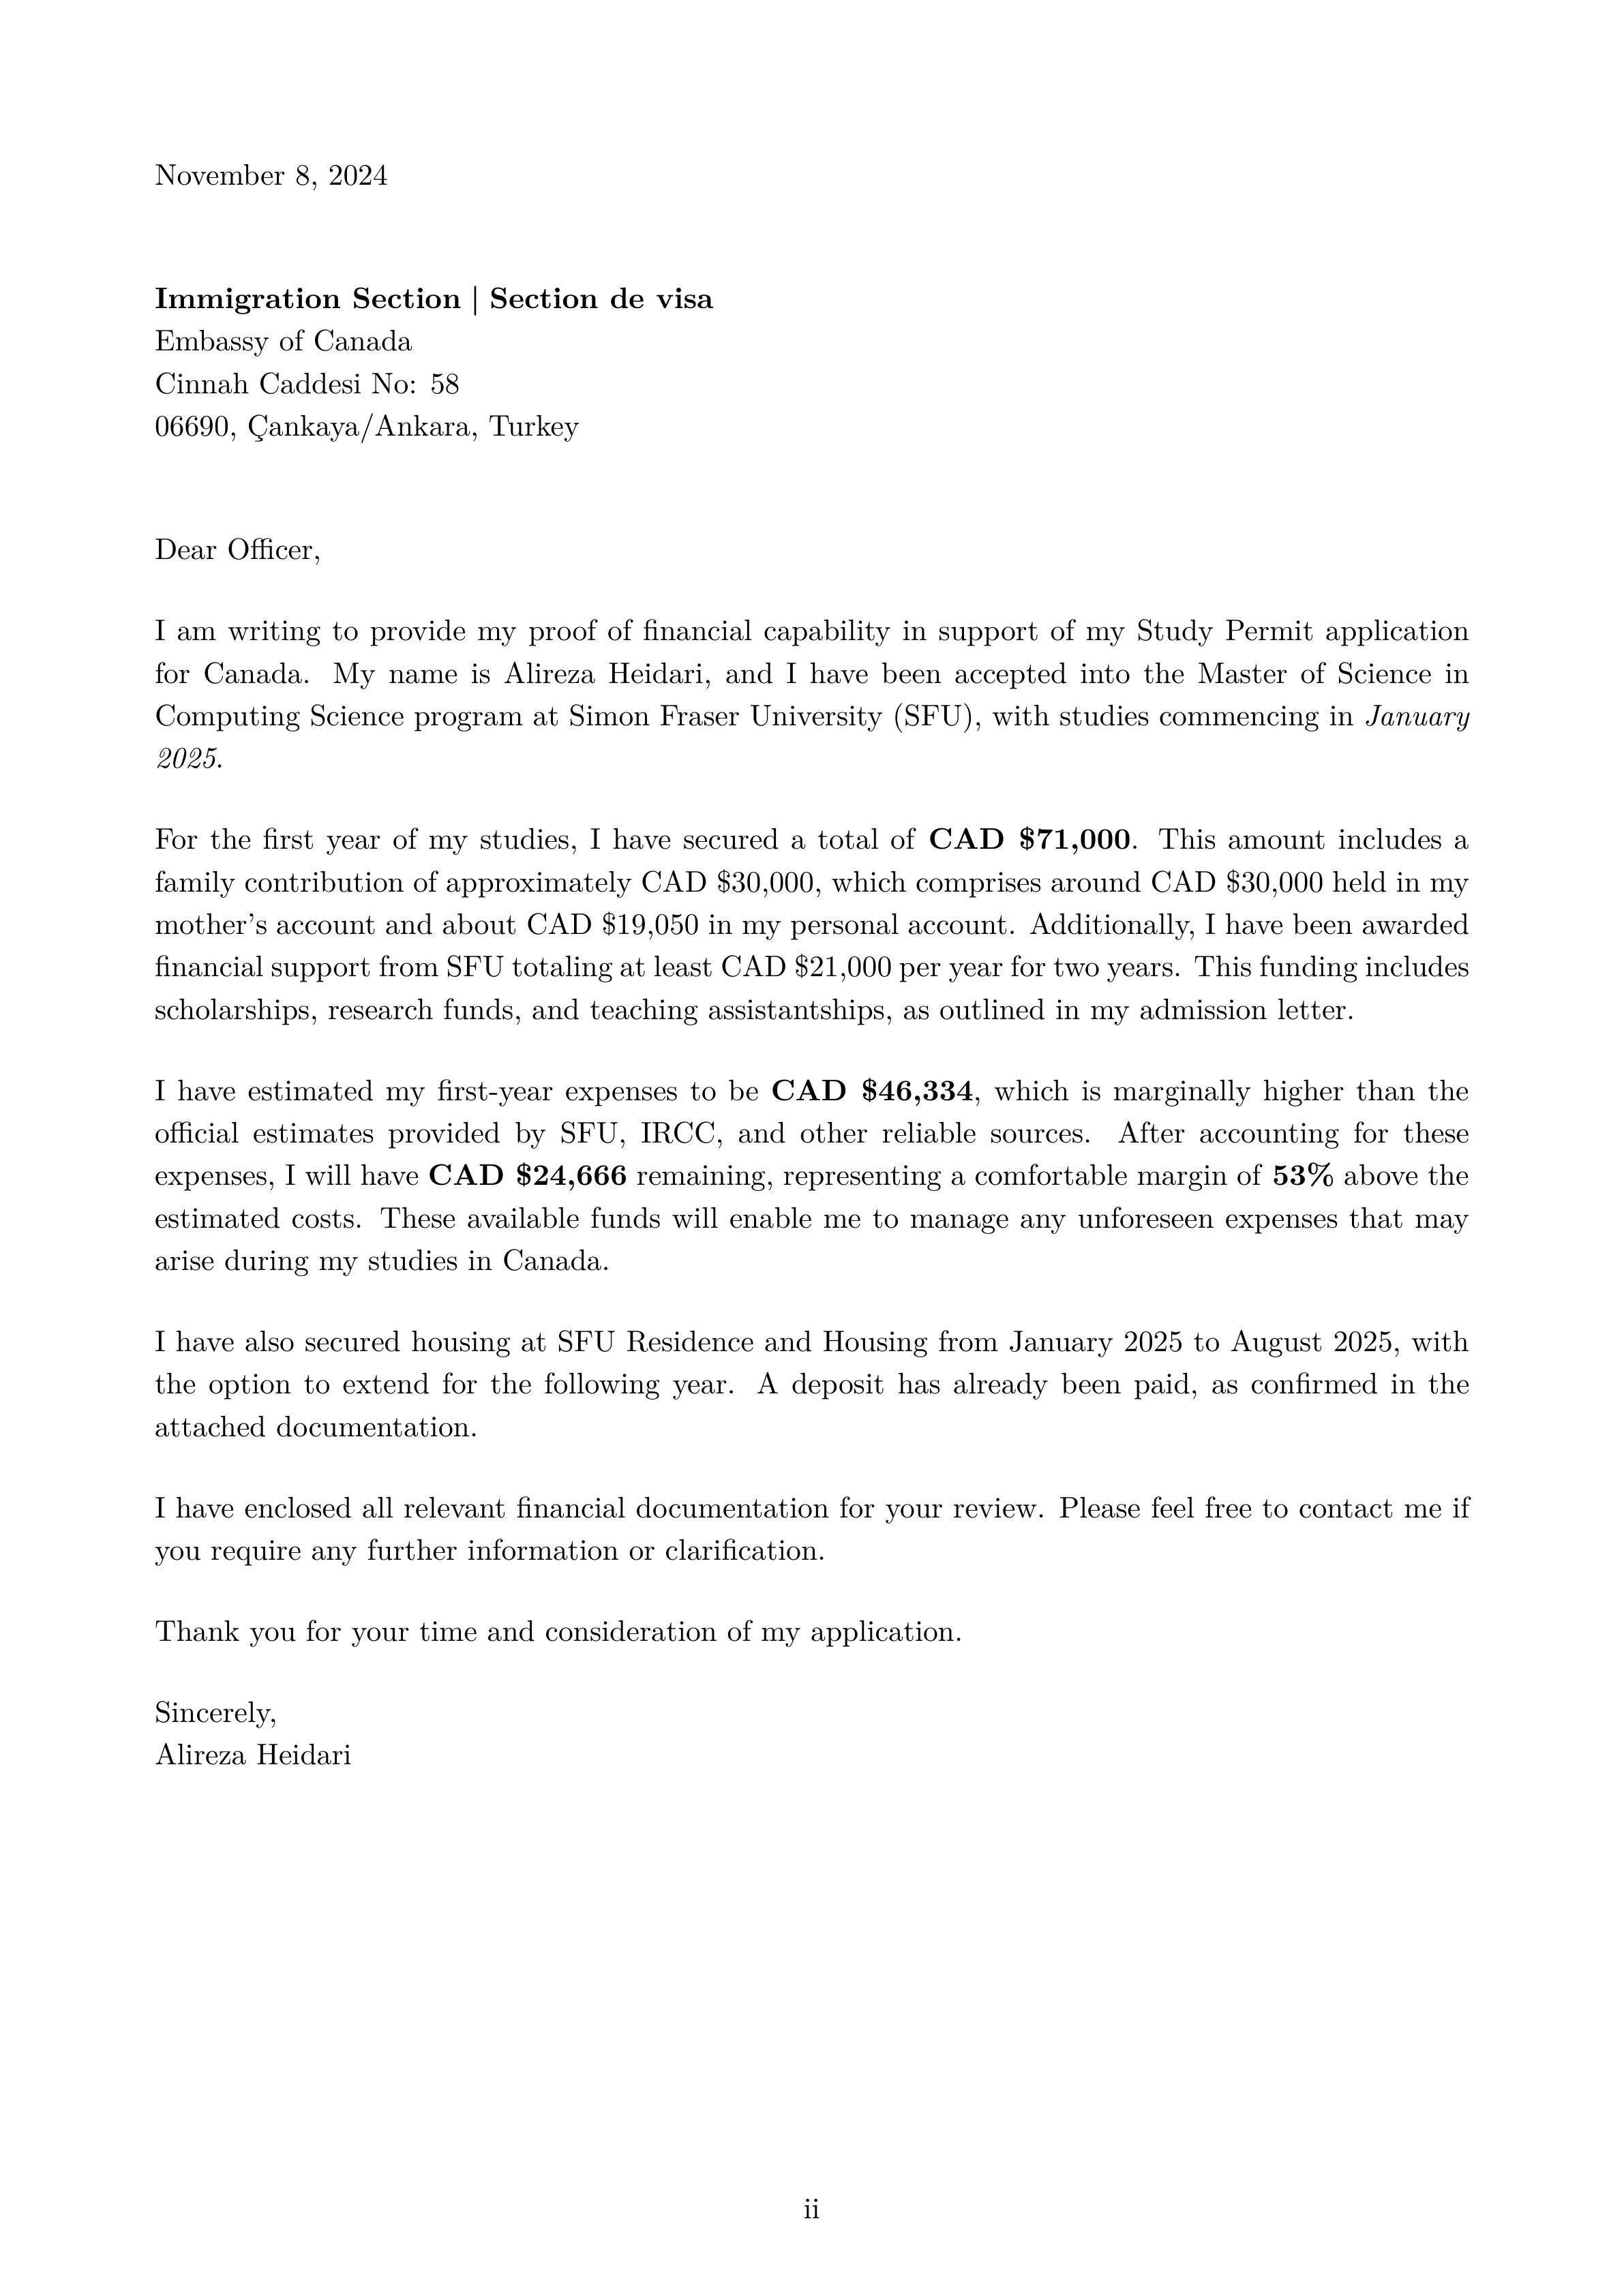 November 8, 2024
Immigration Section | Section de visa
Embassy of Canada
Cinnah Caddesi No: 58
06690, Çankaya/Ankara, Turkey
Dear Officer,
I am writing to provide my proof of financial capability in support of my Study Permit application
for Canada. My name is Alireza Heidari, and I have been accepted into the Master of Science in
Computing Science program at Simon Fraser University (SFU), with studies commencing in January
2025.
For the first year of my studies, I have secured a total of CAD $71,000. This amount includes a
family contribution of approximately CAD $30,000, which comprises around CAD $30,000 held in my
mother's account and about CAD $19,050 in my personal account. Additionally, I have been awarded
financial support from SFU totaling at least CAD $21,000 per year for two years. This funding includes
scholarships, research funds, and teaching assistantships, as outlined in my admission letter.
I have estimated my first-year expenses to be CAD $46,334, which is marginally higher than the
official estimates provided by SFU, IRCC, and other reliable sources. After accounting for these
expenses, I will have CAD $24,666 remaining, representing a comfortable margin of 53% above the
estimated costs. These available funds will enable me to manage any unforeseen expenses that may
arise during my studies in Canada.
I have also secured housing at SFU Residence and Housing from January 2025 to August 2025, with
the option to extend for the following year. A deposit has already been paid, as confirmed in the
attached documentation.
I have enclosed all relevant financial documentation for your review. Please feel free to contact me if
you require any further information or clarification.
Thank you for your time and consideration of my application.
Sincerely,
Alireza Heidari
ii